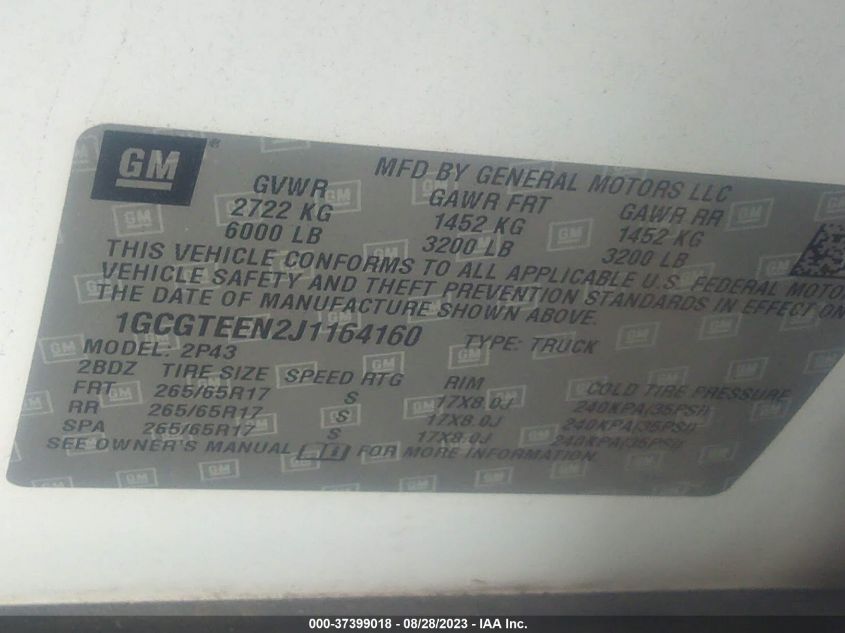 GM
MFD BY GENERAL MOTORS LLC
GVWR GAWR FRT GAWR RR
2722 KG 1452 KG 1452 KG
6000 LB 3200 LB 3200 LB
THIS VEHICLE CONFORMS TO ALL APPLICABLE U.S. FEDERAL MOTO
VEHICLE SAFETY AND THEFT PREVENTION STANDARDS IN EFFECT ON
THE DATE OF MANUFACTURE SHOWN ABOVE.
1GCGTEEN2J1164160 TYPE: TRUCK
MODEL: 2P43
2BDZ TIRE SIZE SPEED RTG RIM COLD TIRE PRESSURE
FRT 265/65R17 S 17X8.0J 240KPA(35PSI)
RR 265/65R17 S 17X8.0J 240KPA(35PSI)
SPA 265/65R17 S 17X8.0J 240KPA(35PSI)
SEE OWNER'S MANUAL FOR MORE INFORMATION.
000-37399018 - 08/28/2023 - IAA Inc.